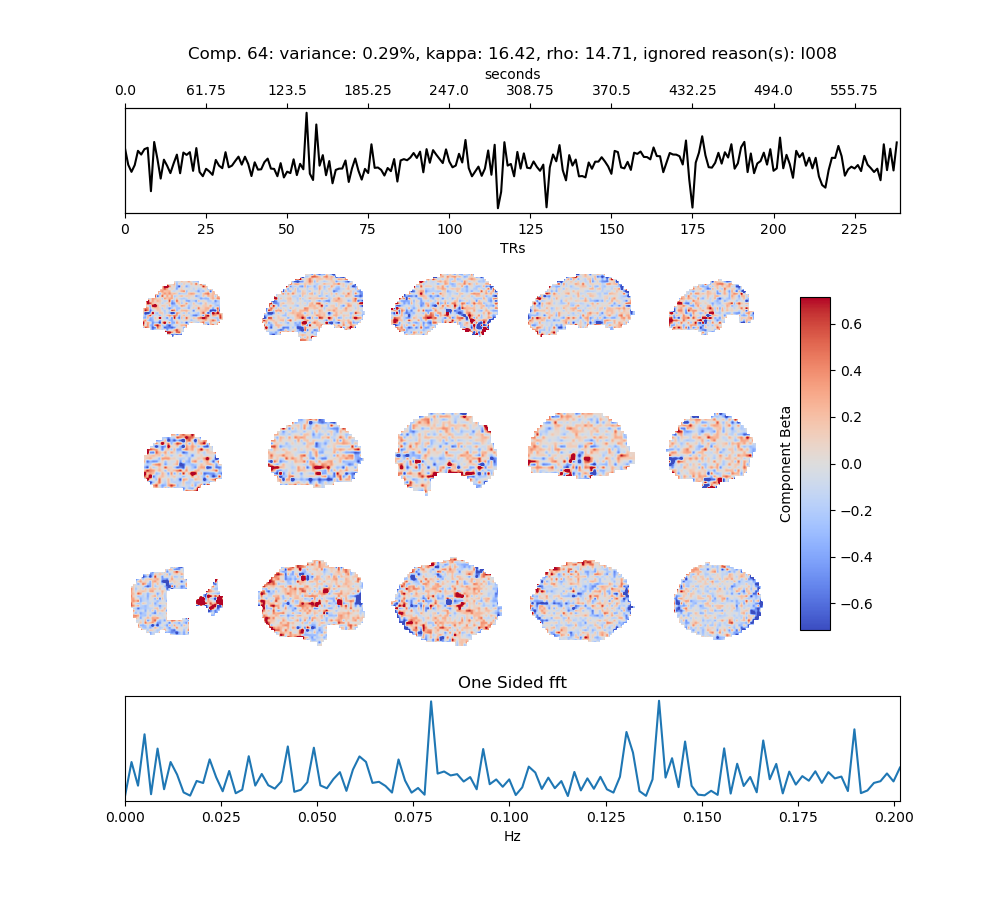 Comp. 64: variance: 0.29%, kappa: 16.42, rho: 14.71, ignored reason(s): I008
seconds
0.0 61.75 123.5 185.25 247.0 308.75 370.5 432.25 494.0 555.75
0 25 50 75 100 125 150 175 200 225
TRs
0.6
0.4
0.2
0.0
−0.2
−0.4
−0.6
Component Beta
One Sided fft
0.000 0.025 0.050 0.075 0.100 0.125 0.150 0.175 0.200
Hz